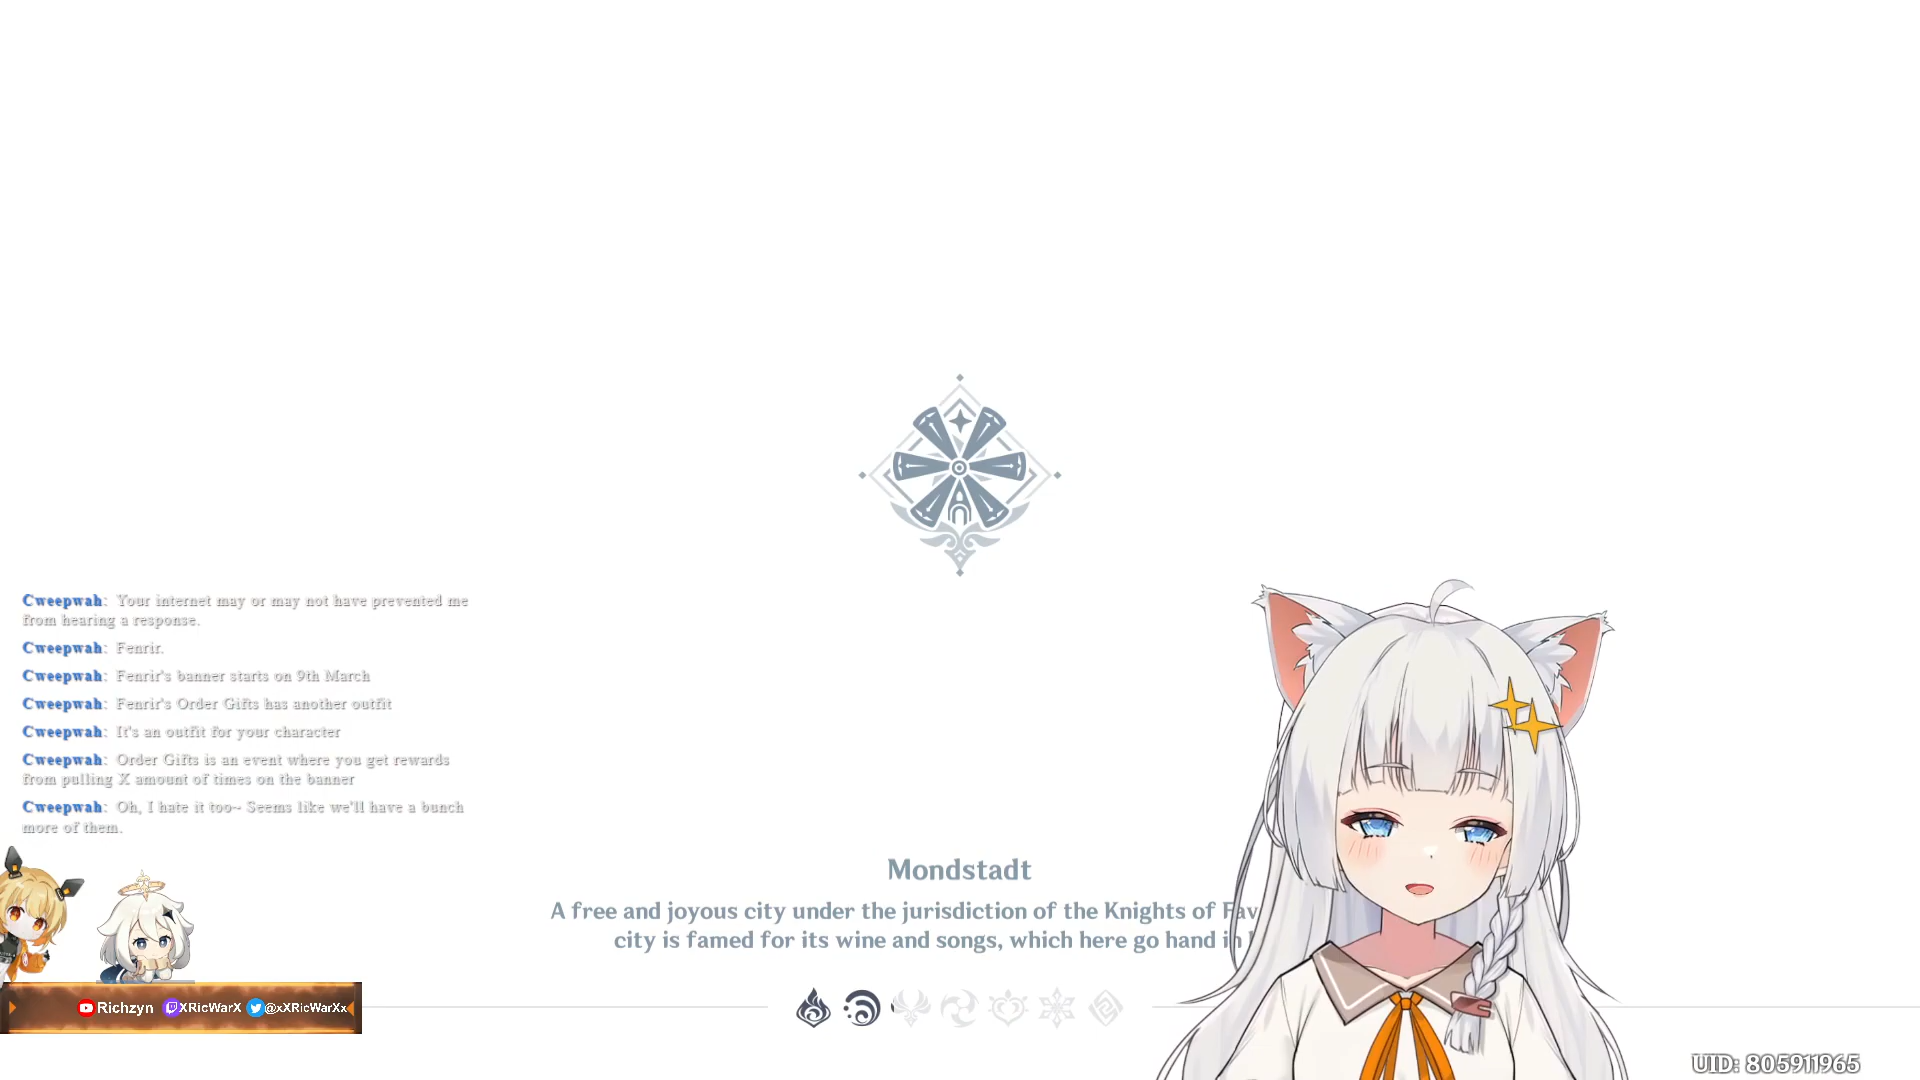 Cweepwah: Your internet may or may not have prevented me
from hearing a response.
Cweepwah: Fenrir.
Cweepwah: Fenrir's banner starts on 9th March
Cweepwah: Fenrir's Order Gifts has another outfit
Cweepwah: It's an outfit for your character
Cweepwah: Order Gifts is an event where you get rewards
from pulling X amount of times on the banner
Cweepwah: Oh, I hate it too~ Seems like we'll have a bunch
more of them.
Mondstadt
A free and joyous city under the jurisdiction of the Knights of Fav
city is famed for its wine and songs, which here go hand in
Richzyn XRicWarX @xXRicWarXx
UID: 805911965